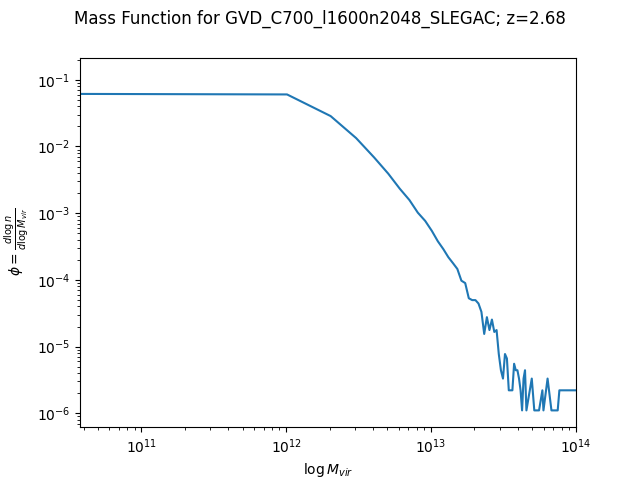 Mass Function for GVD_C700_l1600n2048_SLEGAC; z=2.68
10⁻¹
10⁻²
10⁻³
10⁻⁴
10⁻⁵
10⁻⁶
ϕ = d log n / d log M_vir
10¹¹ 10¹² 10¹³ 10¹⁴
log M_vir